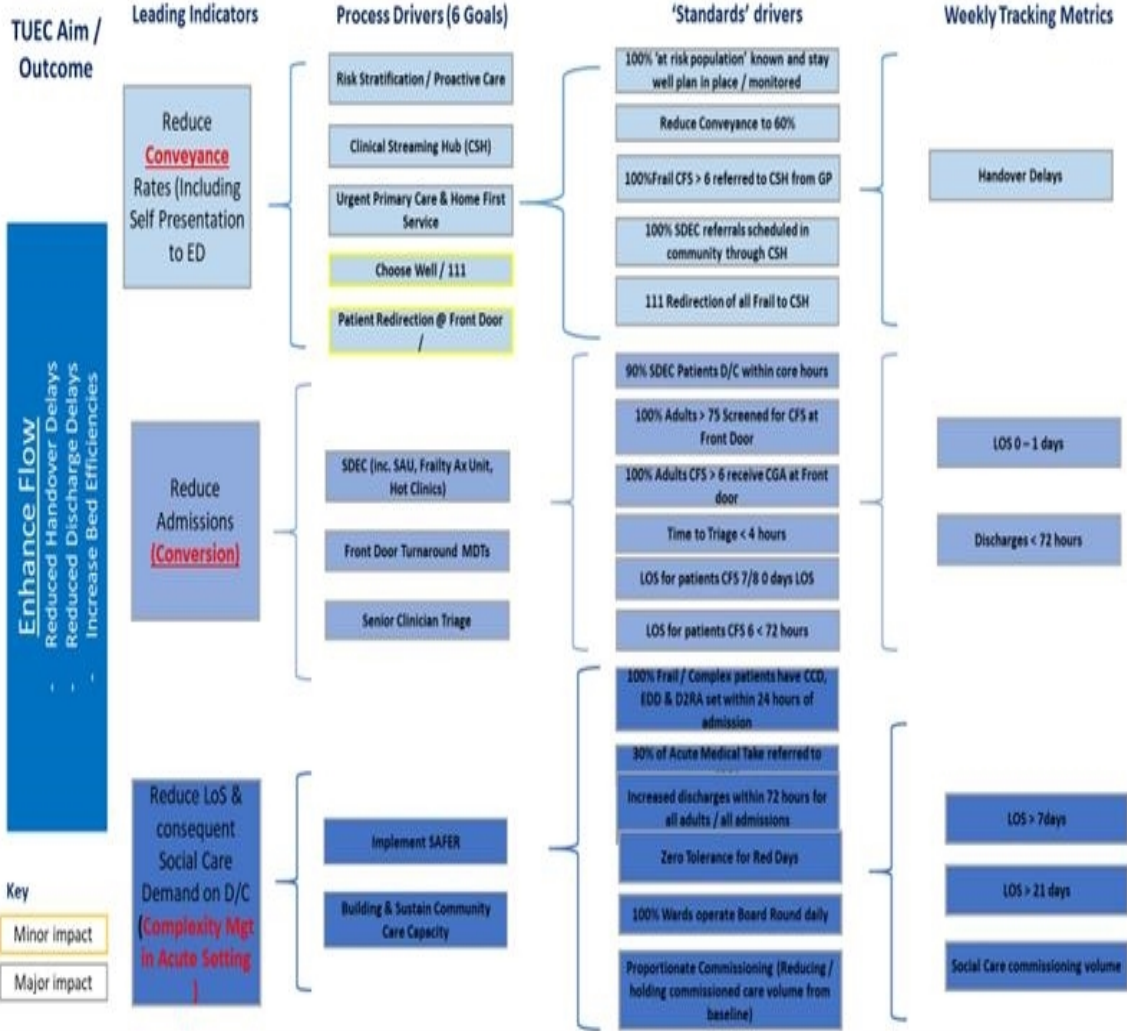 TUEC Aim /
Outcome
Leading Indicators
Process Drivers (6 Goals)
'Standards' drivers
Weekly Tracking Metrics
Enhance Flow
- Reduced Handover Delays
- Reduced Discharge Delays
- Increase Bed Efficiencies
Reduce
Conveyance
Rates (Including
Self Presentation
to ED
Risk Stratification / Proactive Care
Clinical Streaming Hub (CSH)
Urgent Primary Care & Home First
Service
Choose Well / 111
Patient Redirection @ Front Door
/
100% 'at risk population' known and stay
well plan in place / monitored
Reduce Conveyance to 60%
100%Frail CFS > 6 referred to CSH from GP
100% SDEC referrals scheduled in
community through CSH
111 Redirection of all Frail to CSH
Handover Delays
Reduce
Admissions
(Conversion)
SDEC (inc. SAU, Frailty Ax Unit,
Hot Clinics)
Front Door Turnaround MDTs
Senior Clinician Triage
90% SDEC Patients D/C within core hours
100% Adults > 75 Screened for CFS at
Front Door
100% Adults CFS > 6 receive CGA at Front
door
Time to Triage < 4 hours
LOS for patients CFS 7/8 0 days LOS
LOS for patients CFS 6 < 72 hours
LOS 0 – 1 days
Discharges < 72 hours
Reduce LoS &
consequent
Social Care
Demand on D/C
(Complexity Mgt
in Acute Setting
)
Implement SAFER
Building & Sustain Community
Care Capacity
100% Frail / Complex patients have CCD,
EDD & D2RA set within 24 hours of
admission
30% of Acute Medical Take referred to
Increased discharges within 72 hours for
all adults / all admissions
Zero Tolerance for Red Days
100% Wards operate Board Round daily
Proportionate Commissioning (Reducing /
holding commissioned care volume from
baseline)
LOS > 7days
LOS > 21 days
Social Care commissioning volume
Key
Minor impact
Major impact